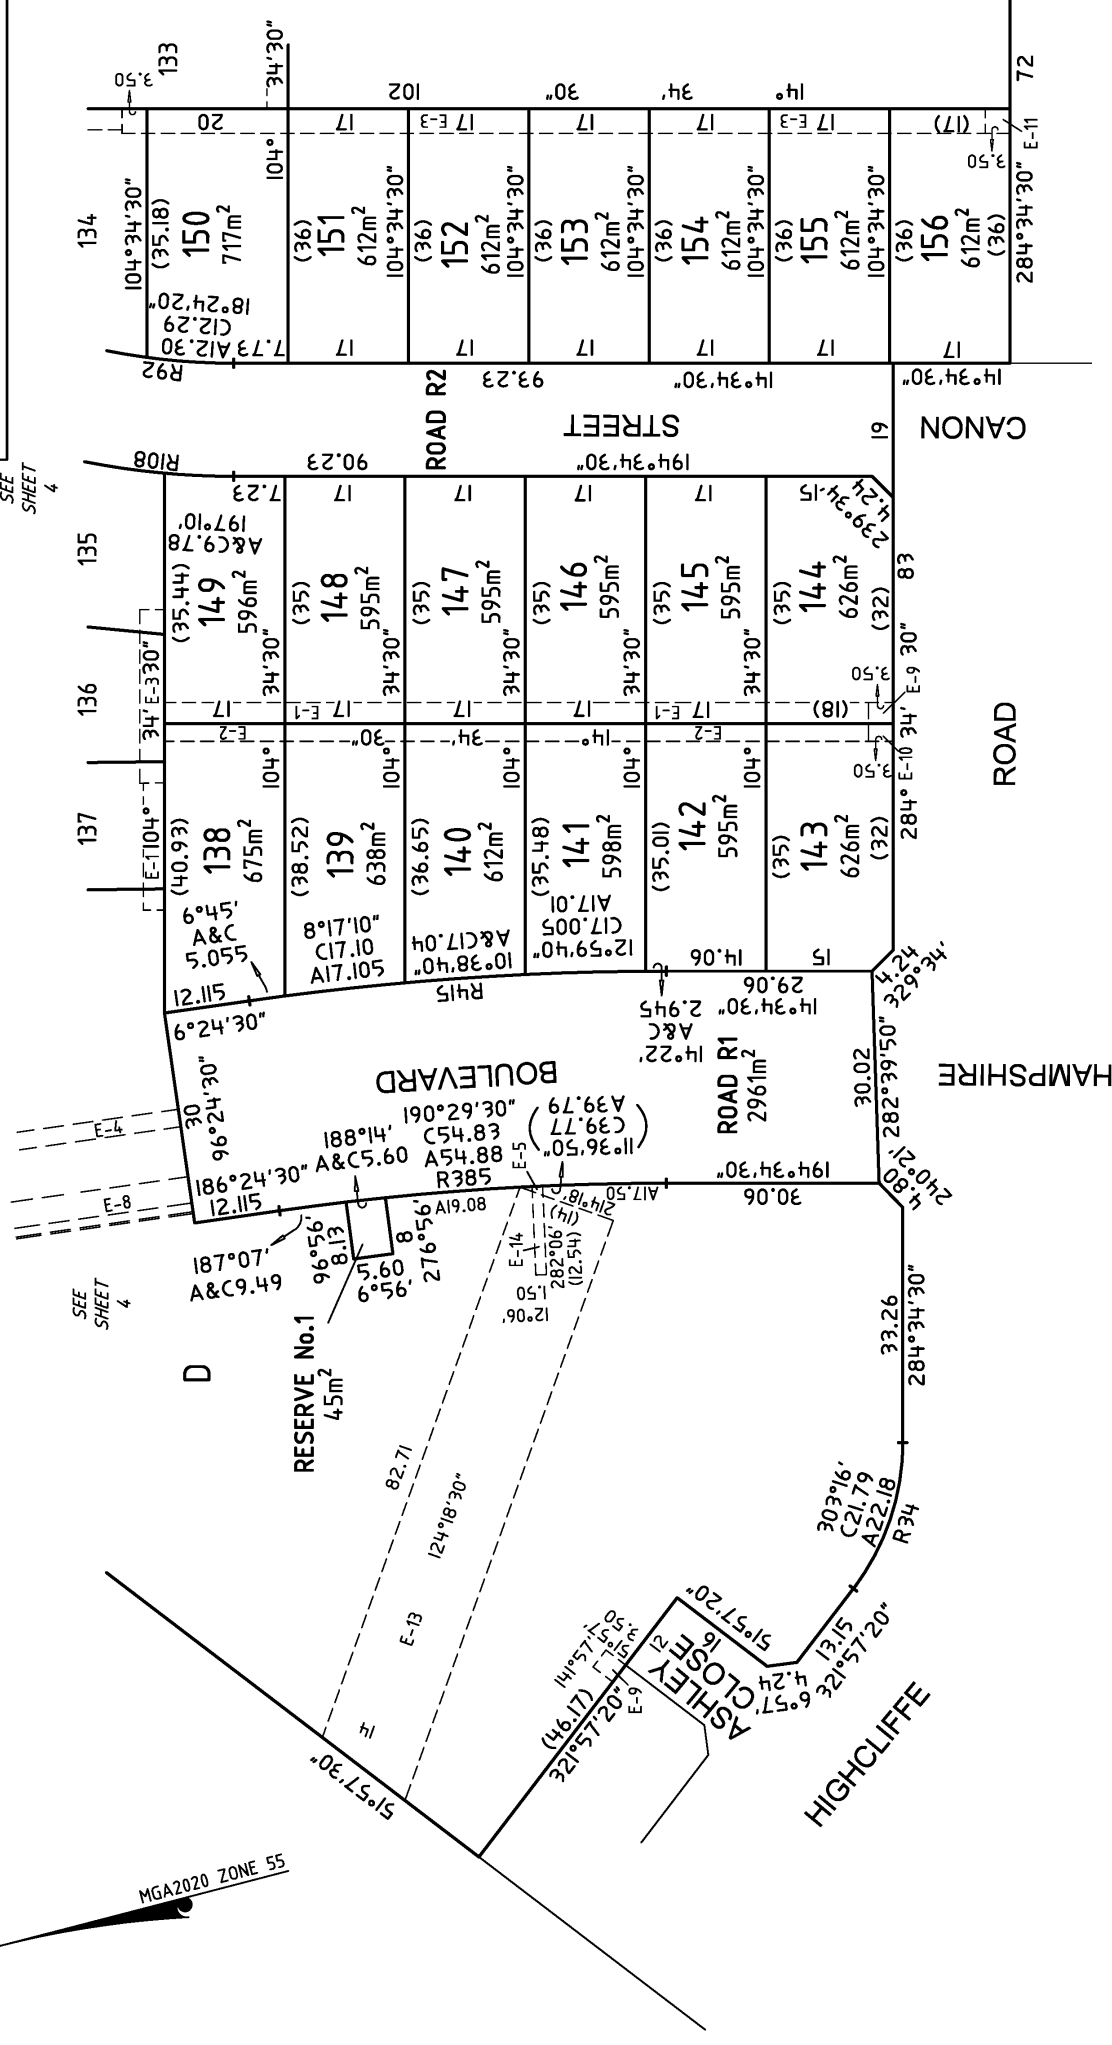 SEE
SHEET
4
133
3.50
134
104°34'30"
34'30"
104°
R92
A12.30
C12.29
18°24'20"
7.73
(35.18)
150
717m²
20
102
30"
34'
14°
72
(36)
151
612m²
17
17
104°34'30"
(36)
152
612m²
17
E-3
17
104°34'30"
(36)
153
612m²
17
17
104°34'30"
(36)
154
612m²
17
17
104°34'30"
(36)
155
612m²
17
E-3
17
104°34'30"
(36)
156
612m²
(36)
17
(17)
3.50
E-11
284°34'30"
14°34'30"
93.23
14°34'30"
ROAD R2
STREET
CANON
19
R108
90.23
194°34'30"
135
136
137
34'
E-3
30"
E-1
104°
7.23
197°10'
A&C9.78
(35.44)
149
596m²
34'30"
17
17
(35)
148
595m²
34'30"
E-1
17
17
(35)
147
595m²
34'30"
17
17
(35)
146
595m²
34'30"
17
17
(35)
145
595m²
34'30"
E-1
17
15
239°34'
4.24
(35)
144
626m²
(32)
(18)
3.50
E-9
83
30"
34'
284°
E-10
3.50
ROAD
E-2
30"
34'
14°
E-2
(40.93)
138
675m²
104°
6°45'
A&C
5.055
12.115
6°24'30"
(38.52)
139
638m²
104°
8°17'10"
C17.10
A17.105
(36.65)
140
612m²
104°
10°38'40"
A&C17.04
(35.48)
141
598m²
104°
12°59'40"
C17.005
A17.01
(35.01)
142
595m²
104°
14.06
(35)
143
626m²
(32)
15
4.24
329°34'
R415
29.06
14°34'30"
14°22'
A&C
2.945
BOULEVARD
ROAD R1
2961m²
30.02
282°39'50"
HAMPSHIRE
30
96°24'30"
E-4
E-8
186°24'30"
12.115
188°14'
A&C5.60
190°29'30"
C54.83
A54.88
R385
11°36'50"
C39.77
A39.79
E-5
A19.08
A17.50
194°34'30"
30.06
4.80
240°21'
187°07'
A&C9.49
96°56'
8.13
5.60
6°56'
8
276°56'
RESERVE No.1
45m²
SEE
SHEET
4
D
E-14
214°18'
(14)
282°06'
(12.54)
1.50
12°06'
33.26
284°34'30"
82.71
124°18'30"
E-13
14
51°57'30"
303°16'
C21.79
A22.18
R34
13.15
321°57'20"
4.24
6°57'
51°57'20"
16
12
ASHLEY
CLOSE
141°57'
51°57'
3.50
(46.17)
321°57'20"
E-9
HIGHCLIFFE
MGA2020 ZONE 55